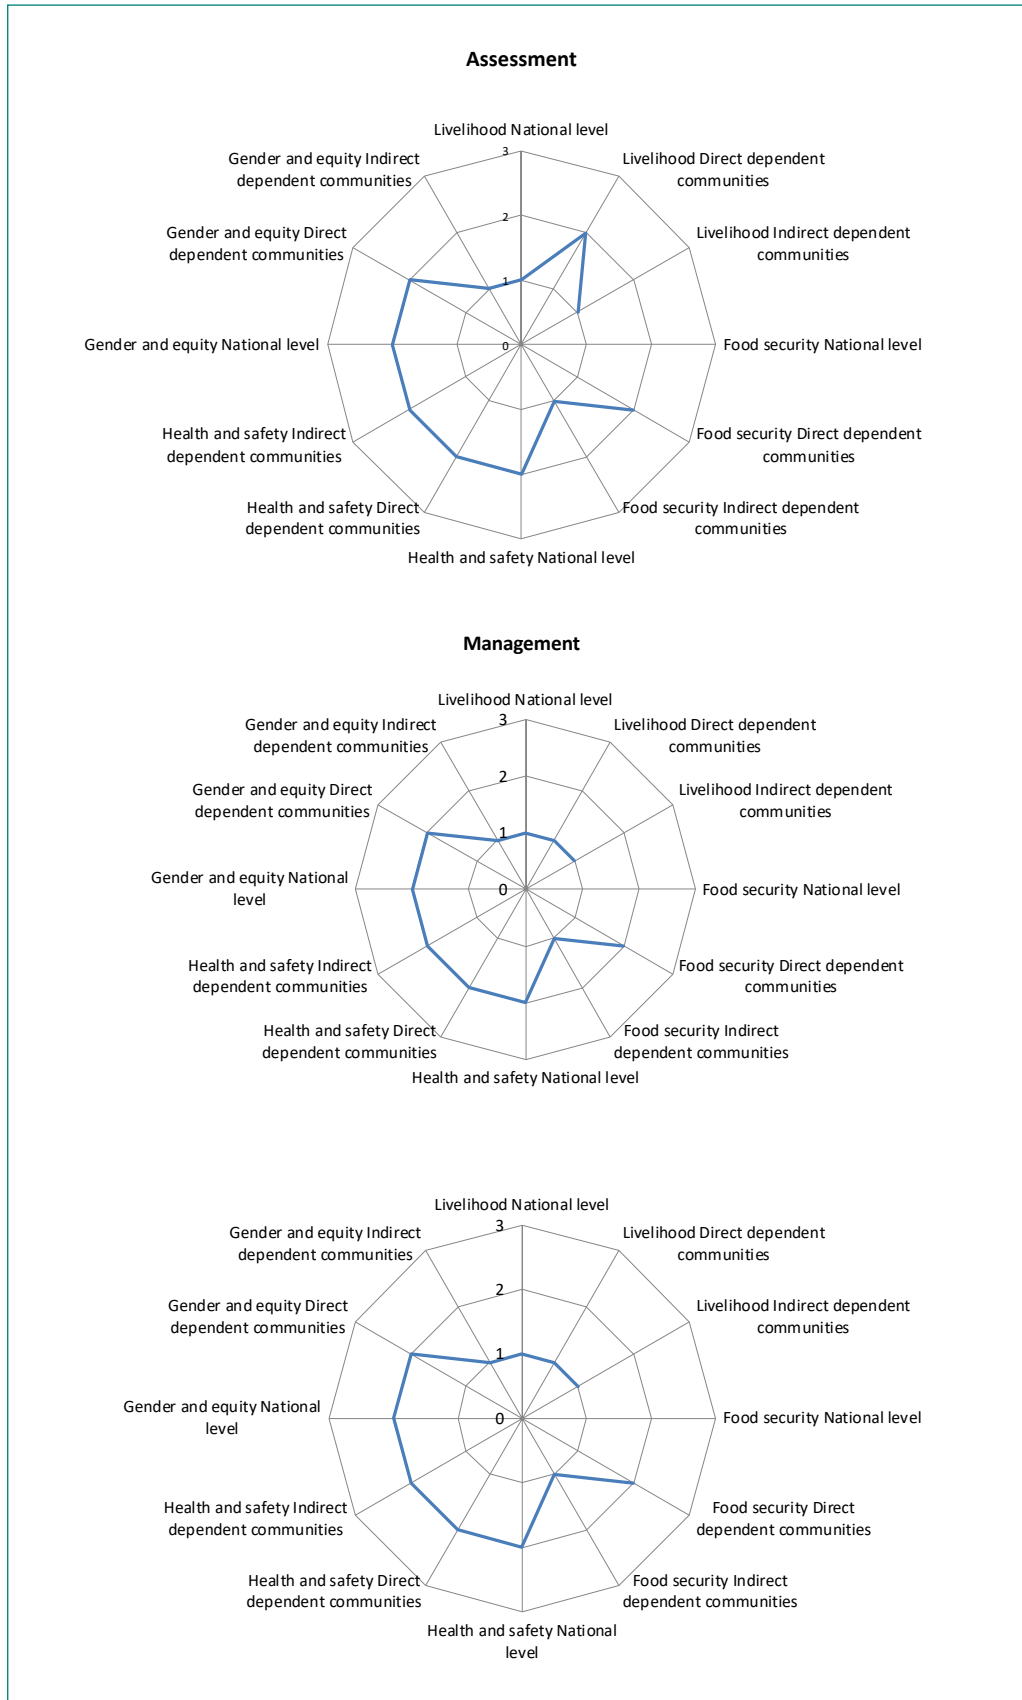 Assessment
Livelihood National level
3
Gender and equity Indirect
dependent communities
Livelihood Direct dependent
communities
2
Gender and equity Direct
dependent communities
Livelihood Indirect dependent
communities
1
Gender and equity National level
0
Food security National level
Health and safety Indirect
dependent communities
Food security Direct dependent
communities
Health and safety Direct
dependent communities
Food security Indirect dependent
communities
Health and safety National level
Management
Livelihood National level
3
Gender and equity Indirect
dependent communities
Livelihood Direct dependent
communities
2
Gender and equity Direct
dependent communities
Livelihood Indirect dependent
communities
1
Gender and equity National
level
0
Food security National level
Health and safety Indirect
dependent communities
Food security Direct dependent
communities
Health and safety Direct
dependent communities
Food security Indirect
dependent communities
Health and safety National level
Livelihood National level
3
Gender and equity Indirect
dependent communities
Livelihood Direct dependent
communities
2
Gender and equity Direct
dependent communities
Livelihood Indirect dependent
communities
1
Gender and equity National
level
0
Food security National level
Health and safety Indirect
dependent communities
Food security Direct
dependent communities
Health and safety Direct
dependent communities
Food security Indirect
dependent communities
Health and safety National
level